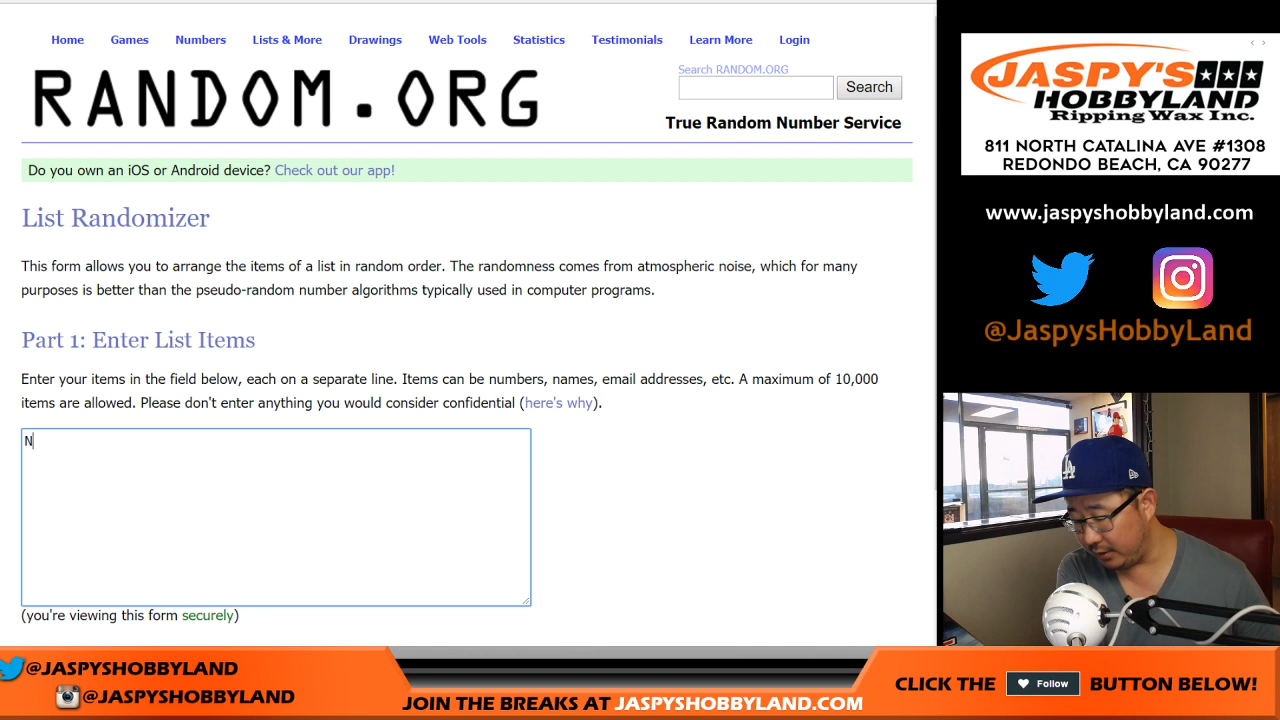 Home Games Numbers Lists & More Drawings Web Tools Statistics Testimonials Learn More Login
Search RANDOM.ORG
RANDOM.ORG
Search
True Random Number Service
Do you own an iOS or Android device? Check out our app!
List Randomizer
This form allows you to arrange the items of a list in random order. The randomness comes from atmospheric noise, which for many
purposes is better than the pseudo-random number algorithms typically used in computer programs.
Part 1: Enter List Items
Enter your items in the field below, each on a separate line. Items can be numbers, names, email addresses, etc. A maximum of 10,000
items are allowed. Please don't enter anything you would consider confidential (here's why).
N
(you're viewing this form securely)
JASPY'S
HOBBYLAND
Ripping Wax Inc.
811 NORTH CATALINA AVE #1308
REDONDO BEACH, CA 90277
www.jaspyshobbyland.com
@JaspysHobbyLand
LA
@JASPYSHOBBYLAND
@JASPYSHOBBYLAND
JOIN THE BREAKS AT JASPYSHOBBYLAND.COM
CLICK THE Follow BUTTON BELOW!